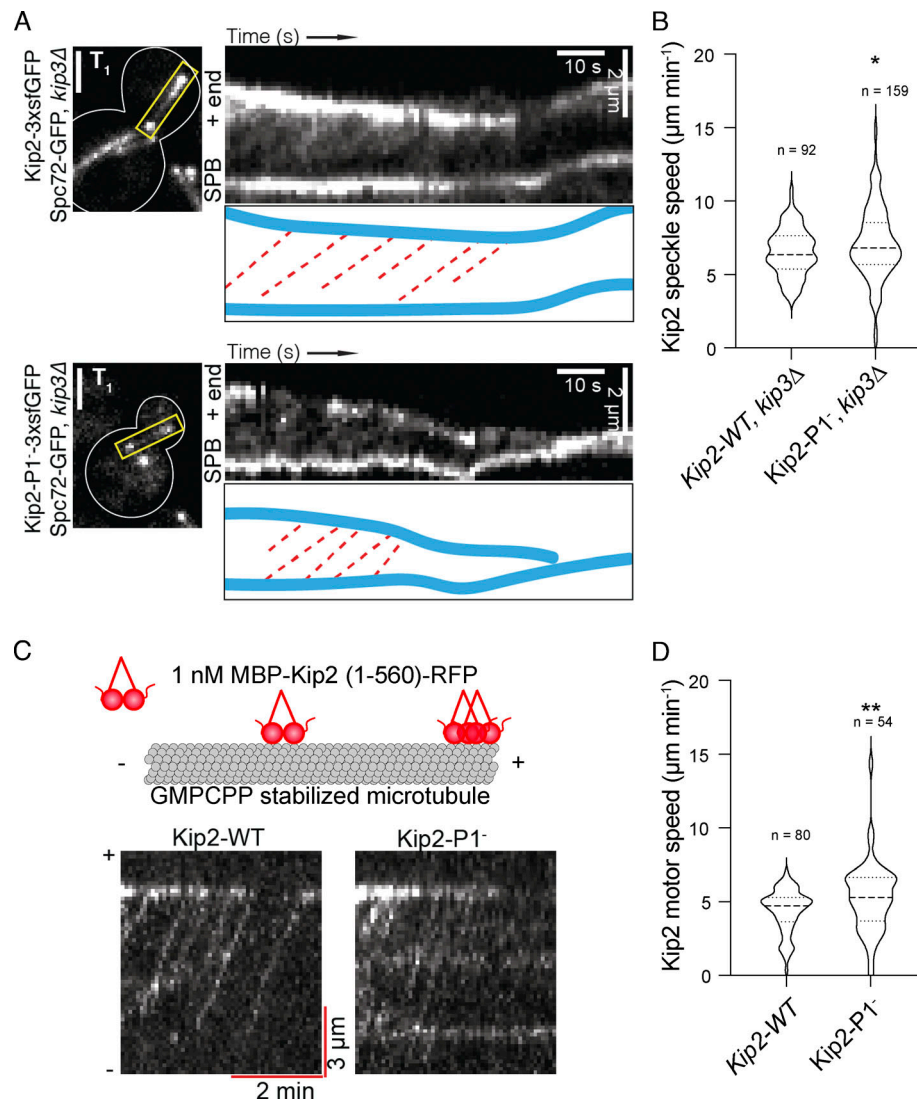 A
Kip2-3xsfGFP
Spc72-GFP, kip3Δ
T1
Time (s)
10 s
2 μm
SPB + end
Kip2-P1⁻-3xsfGFP
Spc72-GFP, kip3Δ
T1
Time (s)
10 s
2 μm
SPB + end
B
Kip2 speckle speed (μm min⁻¹)
20
15
10
5
0
*
n = 92
n = 159
Kip2-WT, kip3Δ
Kip2-P1⁻, kip3Δ
C
1 nM MBP-Kip2 (1-560)-RFP
- +
GMPCPP stabilized microtubule
Kip2-WT
Kip2-P1⁻
+
-
3 μm
2 min
D
Kip2 motor speed (μm min⁻¹)
20
15
10
5
0
**
n = 80
n = 54
Kip2-WT
Kip2-P1⁻